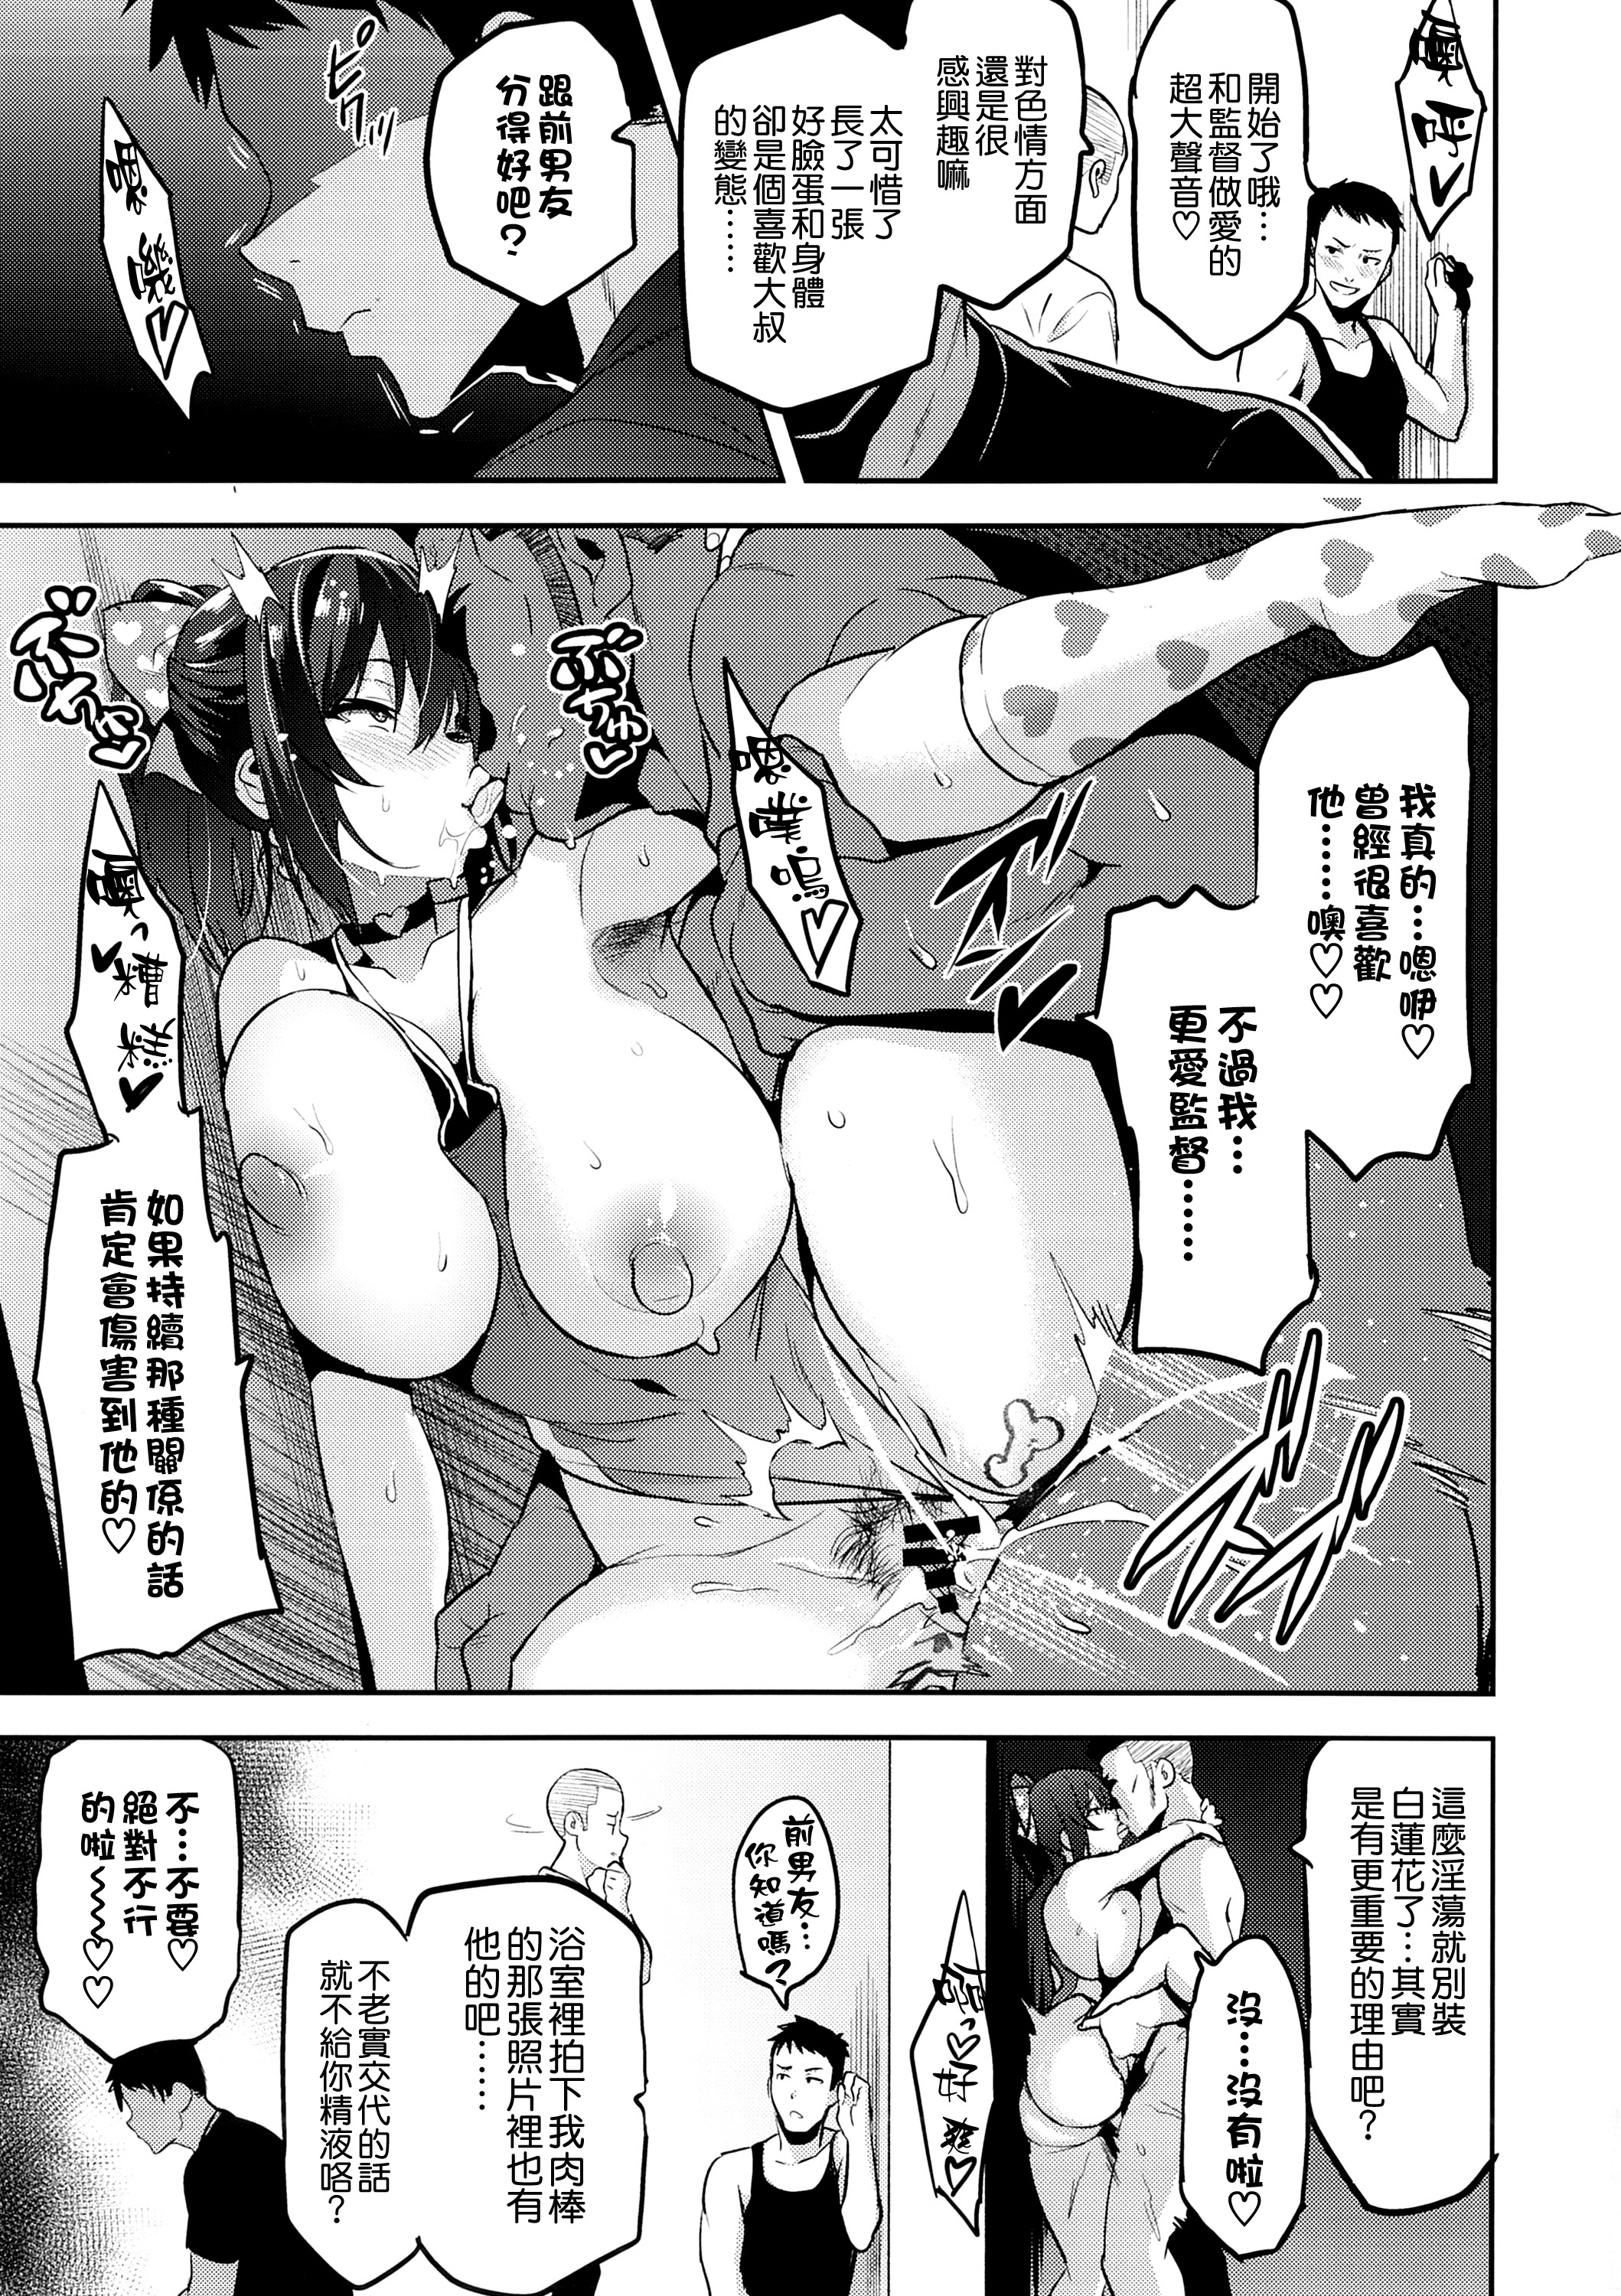 噢
呼♡
開始了哦…
和監督做愛的
超大聲音♡
對色情方面
還是很
感興趣嘛
太可惜了
長了一張
好臉蛋和身體
卻是個喜歡大叔
的變態……
跟前男友
分得好吧?
ピクッ
嗯
我真的…嗯咿♡
曾經很喜歡
他………噢♡♡
不過我…
更愛監督……
嗯
噗
嗚♡
ぶちゅ♡
ぶちゅ♡
噢っ♡
糟
糕♡
如果持續那種關係的話
肯定會傷害到他的♡
這麼淫蕩就別裝
白蓮花了…其實
是有更重要的理由吧?
沒…沒有啦♡
好
爽♡
前男友…
你知道嗎?
浴室裡拍下我肉棒
的那張照片裡也有
他的吧……
不老實交代的話
就不給你精液咯?
不…不要♡
絕對不行
的啦~~~♡♡